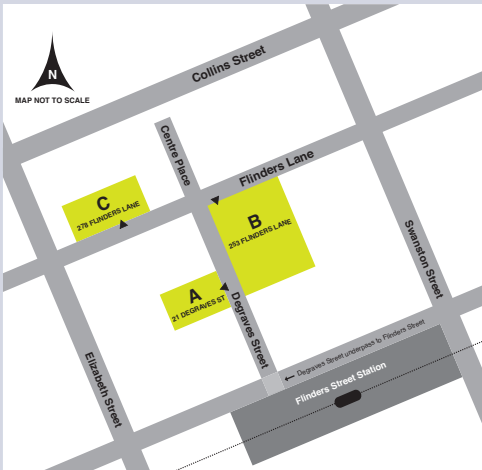 N
MAP NOT TO SCALE
Collins Street
Centre Place
Flinders Lane
C
278 FLINDERS LANE
B
253 FLINDERS LANE
A
21 DEGRAVES ST
Degraves Street
Swanston Street
Elizabeth Street
← Degraves Street underpass to Flinders Street
Flinders Street Station